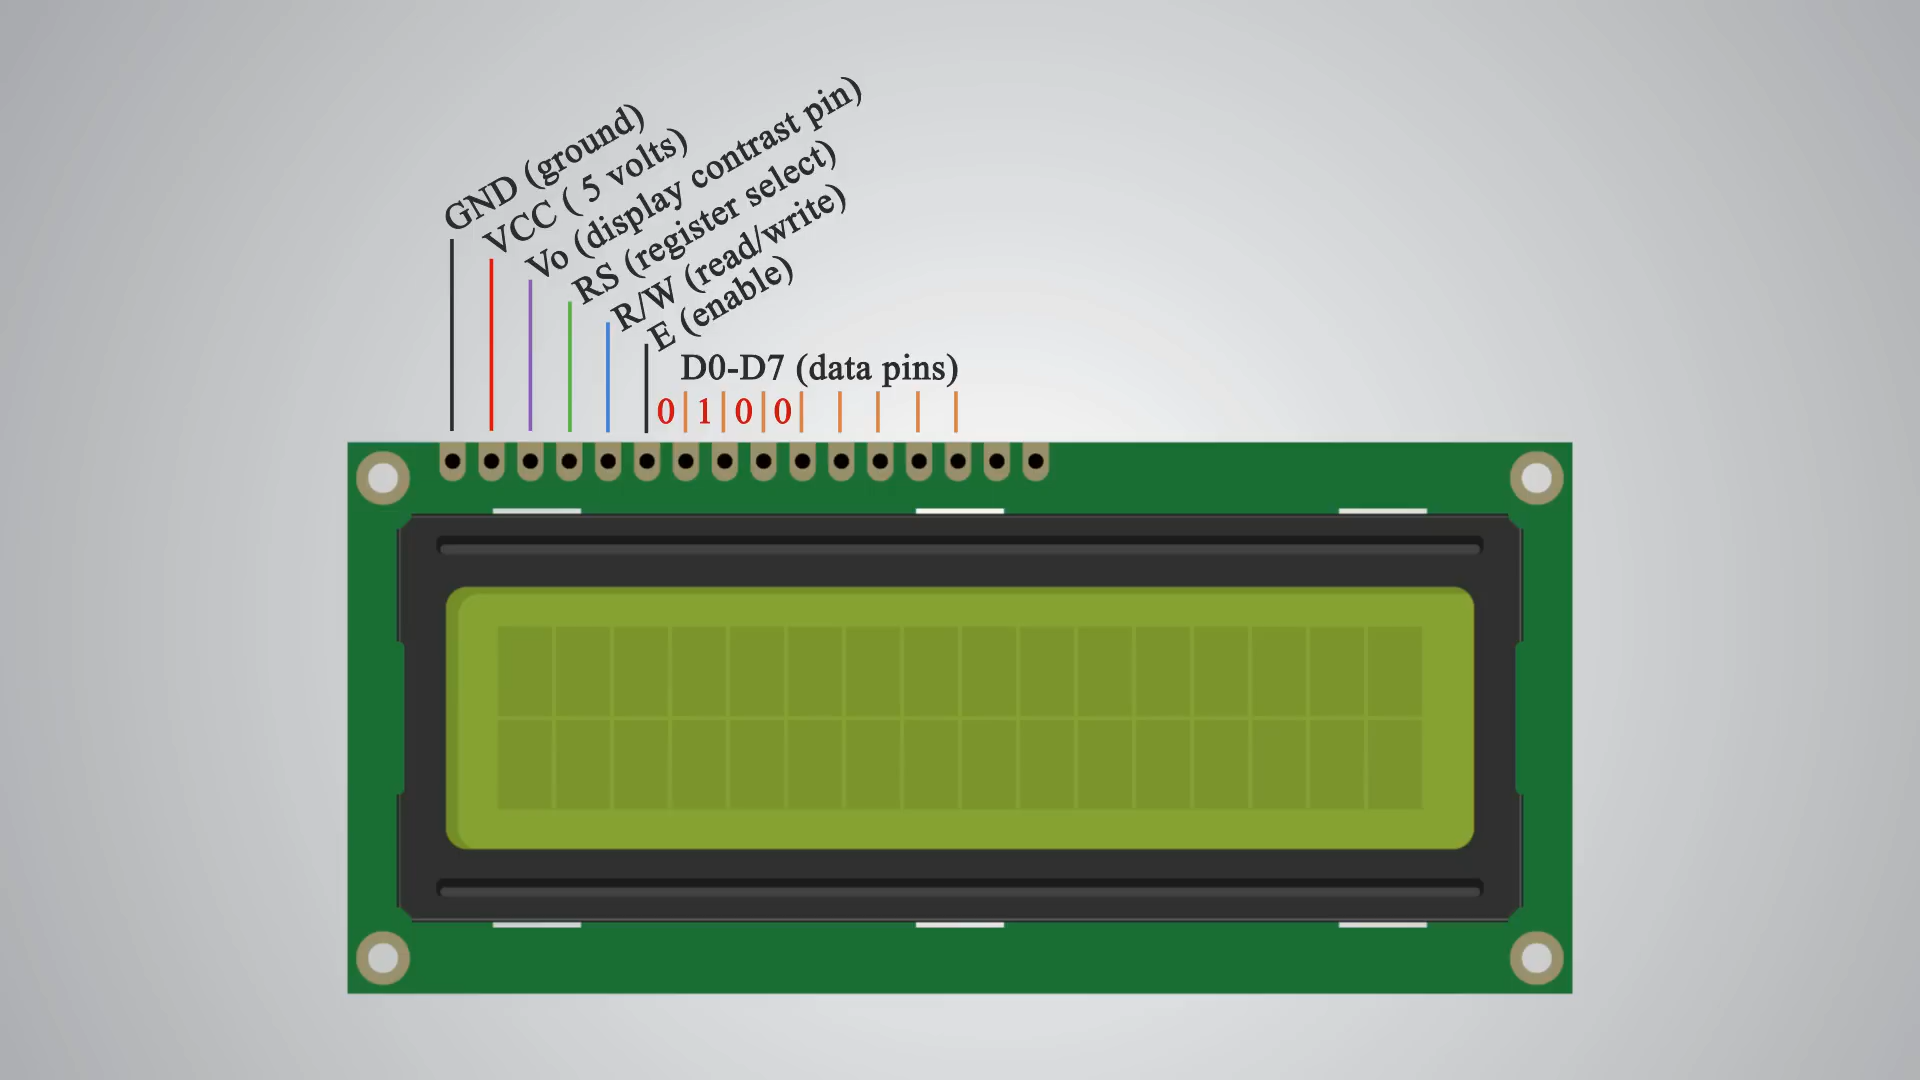 GND (ground)
VCC ( 5 volts)
Vo (display contrast pin)
RS (register select)
R/W (read/write)
E (enable)
D0-D7 (data pins)
0 1 0 0